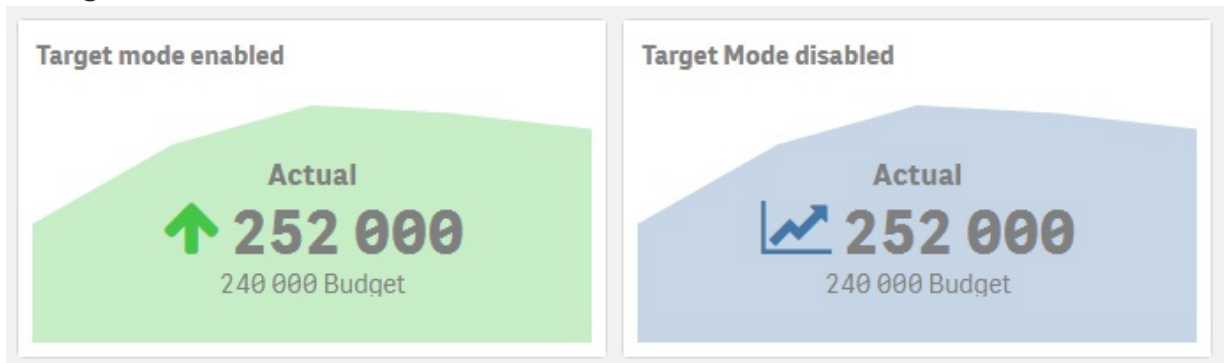 Target mode enabled
Actual
252 000
240 000 Budget
Target Mode disabled
Actual
252 000
240 000 Budget